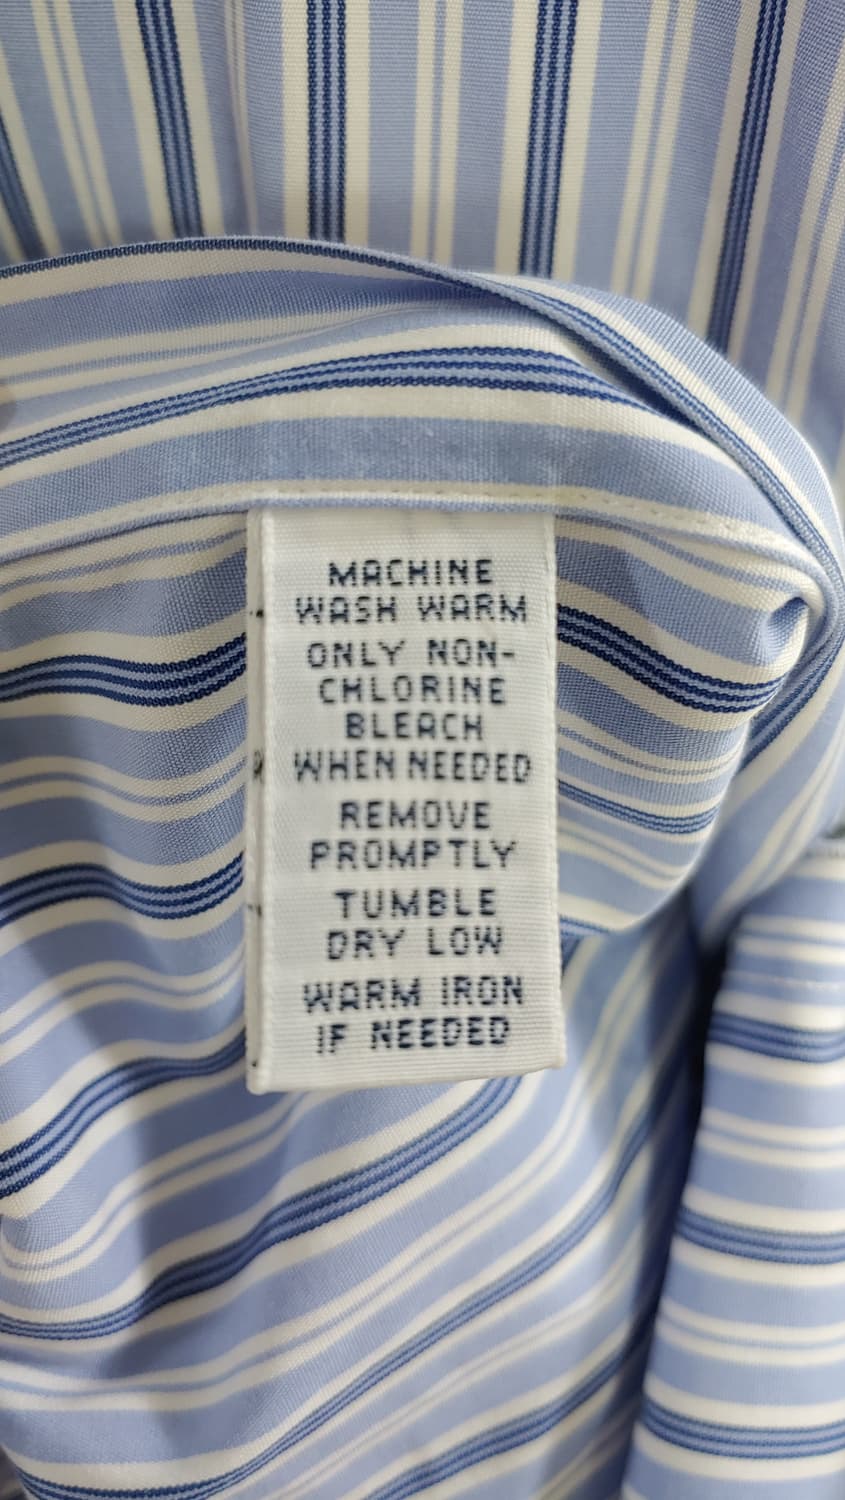 MACHINE
WASH WARM
ONLY NON-
CHLORINE
BLEACH
WHEN NEEDED
REMOVE
PROMPTLY
TUMBLE
DRY LOW
WARM IRON
IF NEEDED